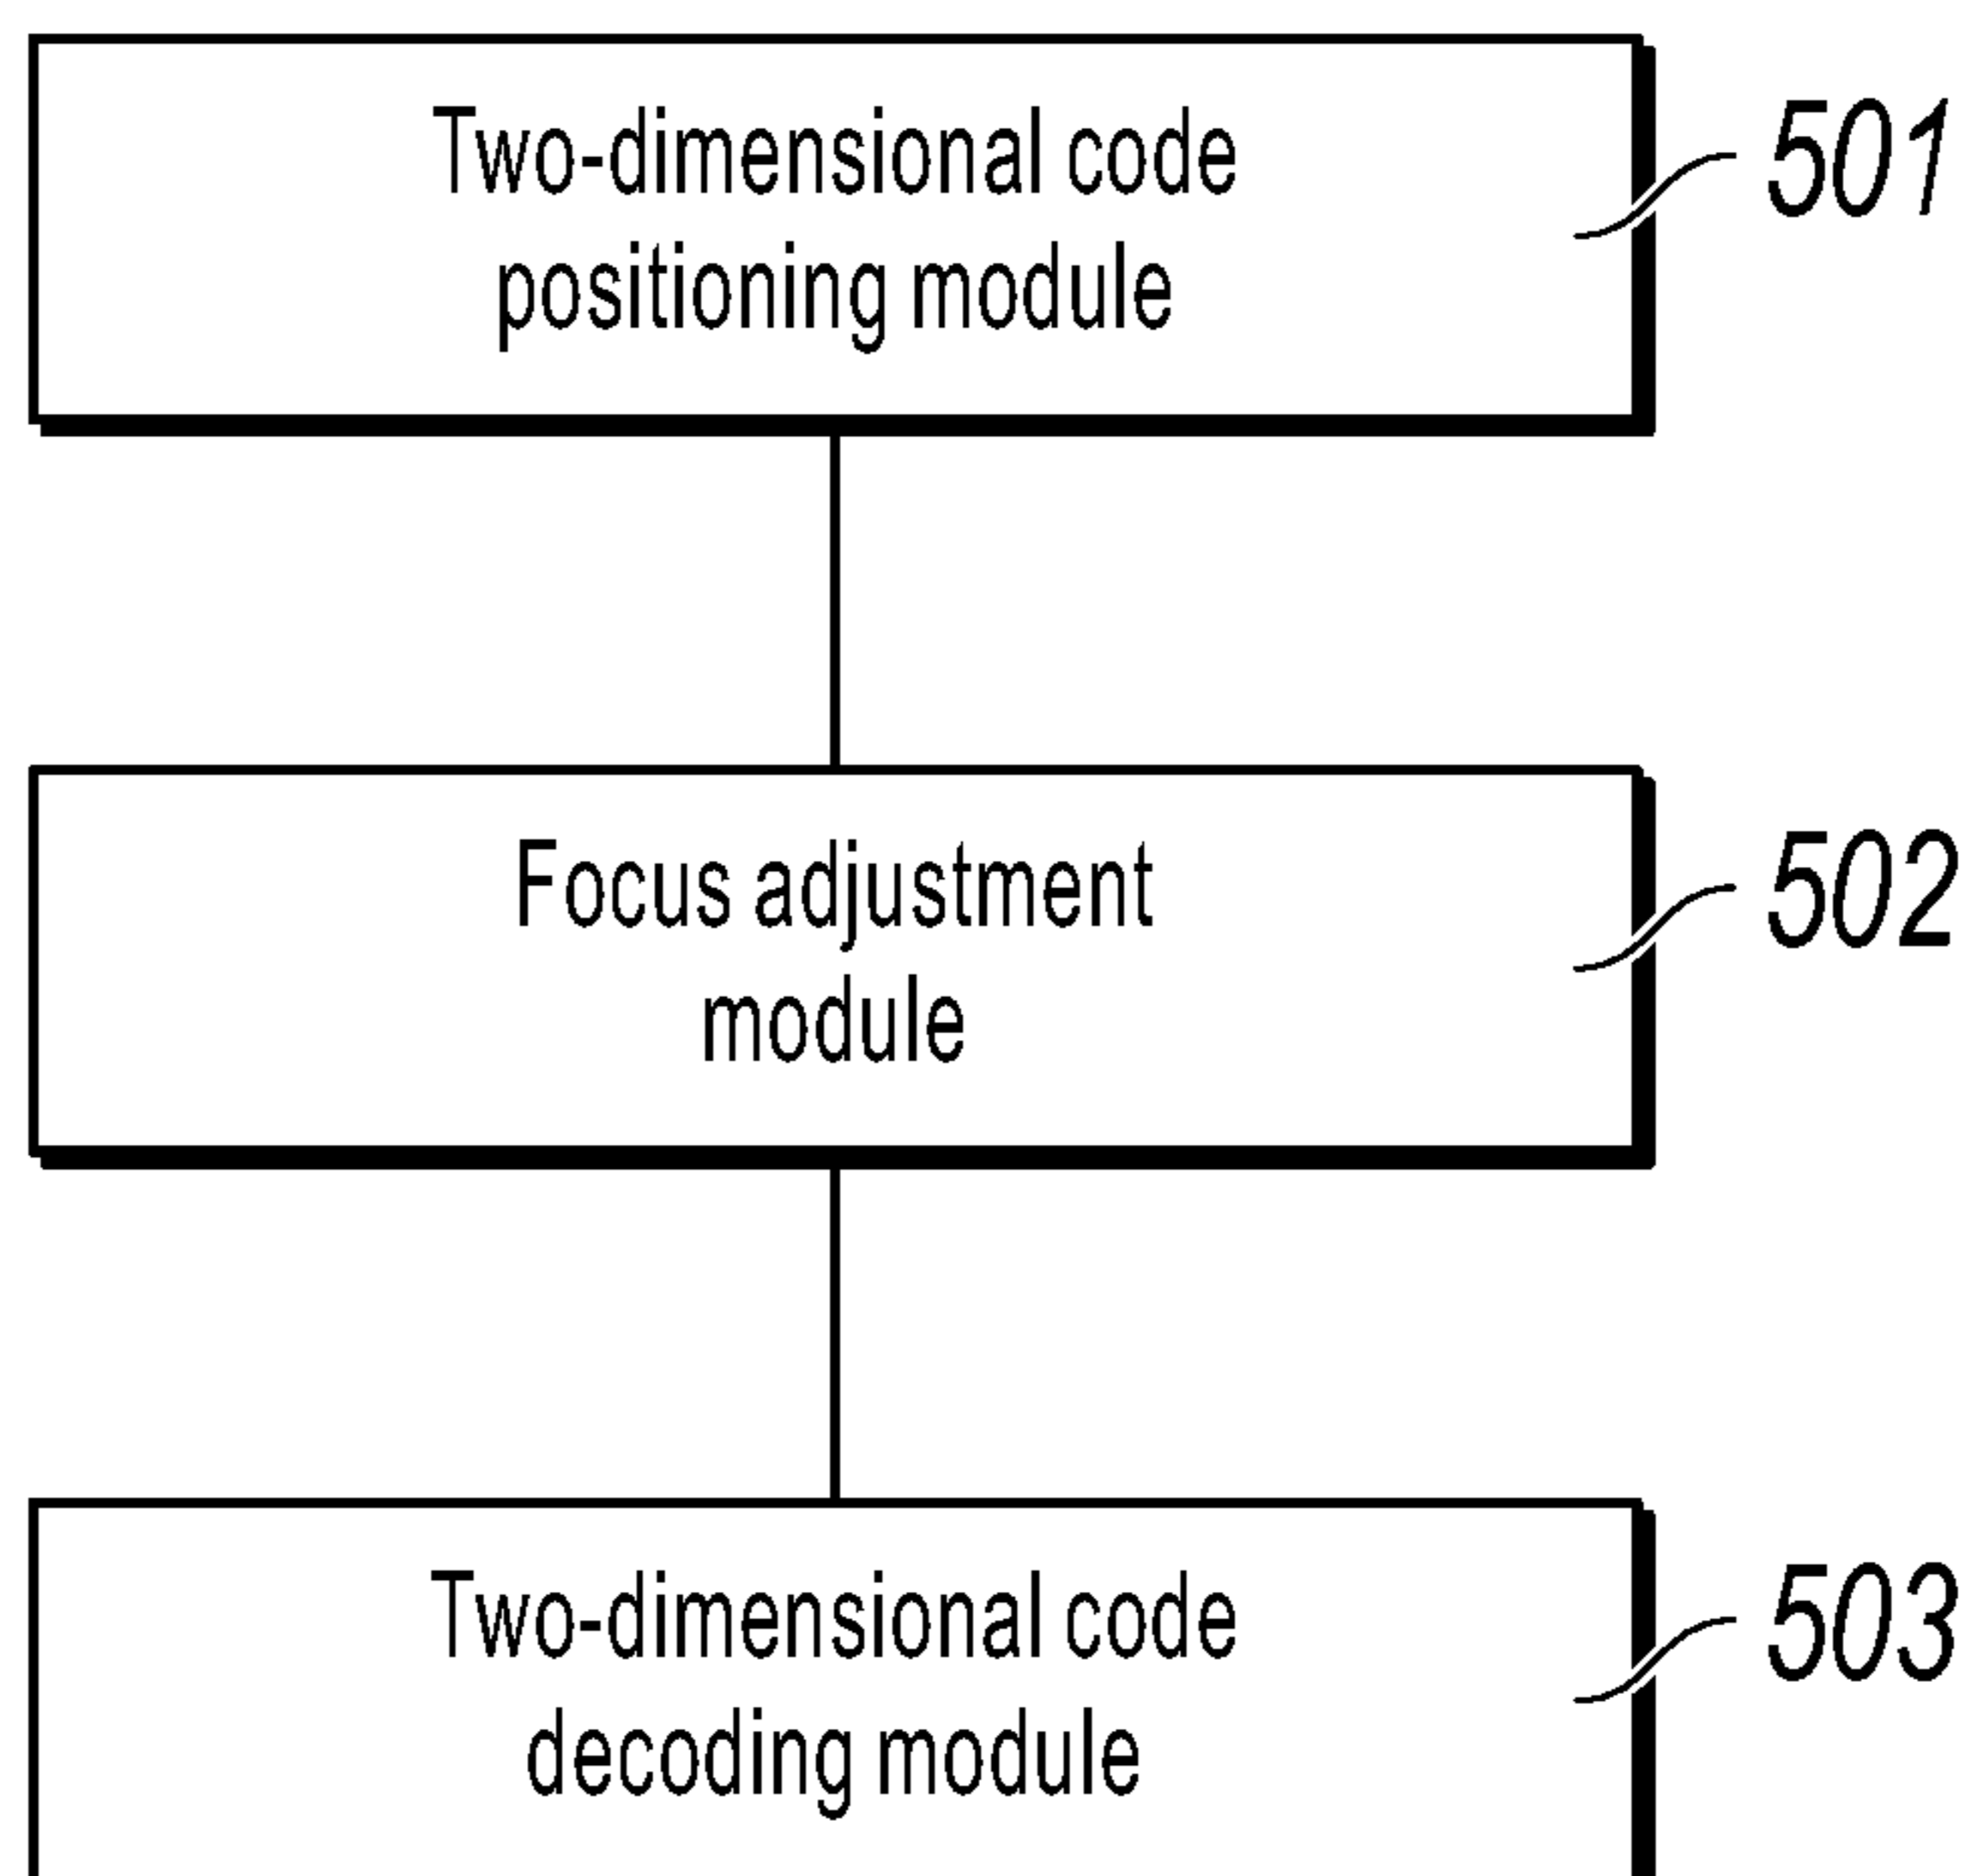 Two-dimensional code
positioning module
501
Focus adjustment
module
502
Two-dimensional code
decoding module
503